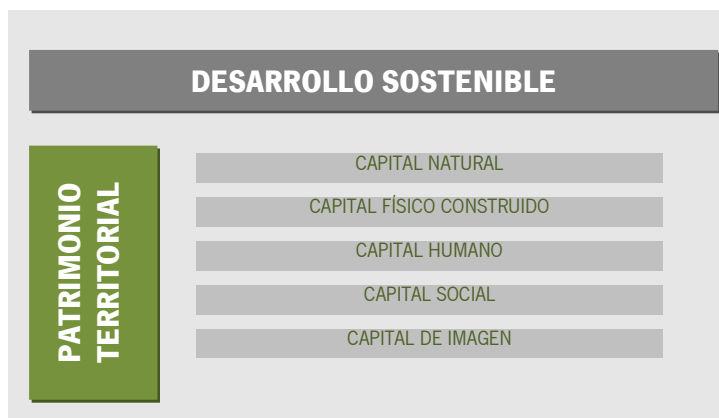 DESARROLLO SOSTENIBLE
PATRIMONIO
TERRITORIAL
CAPITAL NATURAL
CAPITAL FÍSICO CONSTRUIDO
CAPITAL HUMANO
CAPITAL SOCIAL
CAPITAL DE IMAGEN